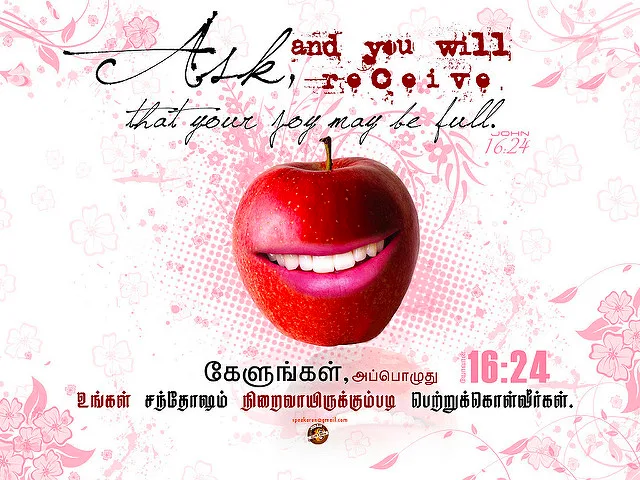 Ask, and you will
receive
that your joy may be full.
JOHN
16:24
கேளுங்கள், அப்பொழுது
யோவான் 16:24
உங்கள் சந்தோஷம் நிறைவாயிருக்கும்படி பெற்றுக்கொள்வீர்கள்.